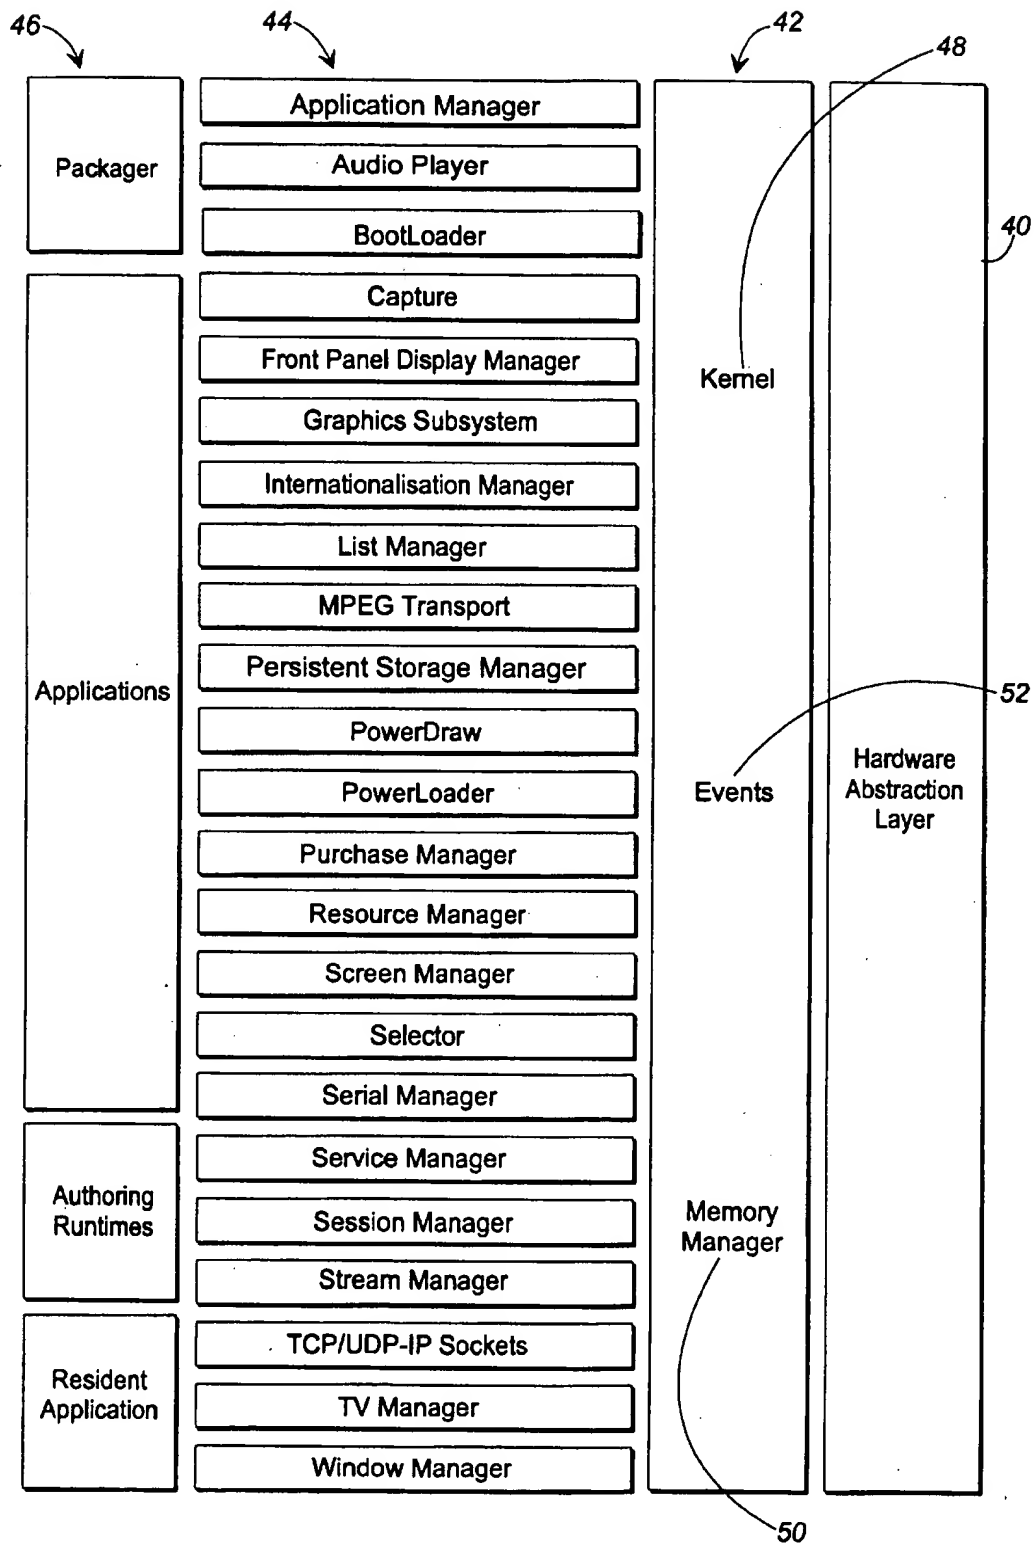 46
44
42
48
40
Packager
Applications
Authoring
Runtimes
Resident
Application
Application Manager
Audio Player
BootLoader
Capture
Front Panel Display Manager
Graphics Subsystem
Internationalisation Manager
List Manager
MPEG Transport
Persistent Storage Manager
PowerDraw
PowerLoader
Purchase Manager
Resource Manager
Screen Manager
Selector
Serial Manager
Service Manager
Session Manager
Stream Manager
TCP/UDP-IP Sockets
TV Manager
Window Manager
Kernel
Events
Memory
Manager
Hardware
Abstraction
Layer
52
50